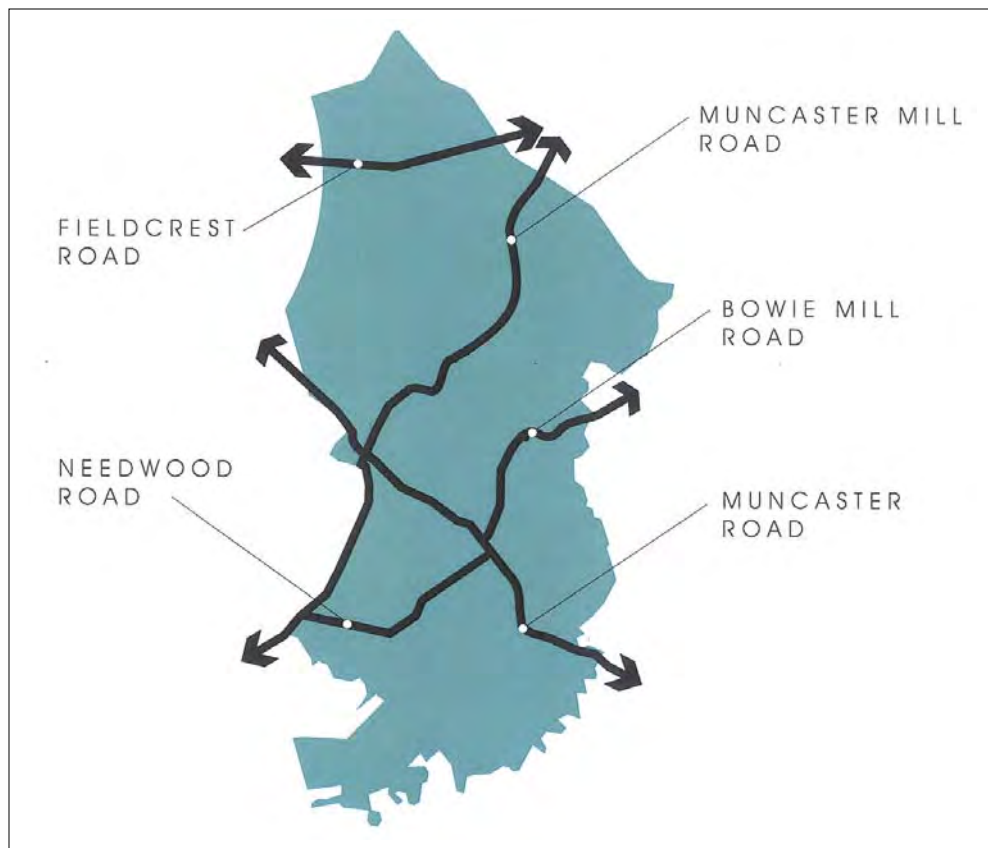 MUNCASTER MILL
ROAD
FIELDCREST
ROAD
BOWIE MILL
ROAD
NEEDWOOD
ROAD
MUNCASTER
ROAD